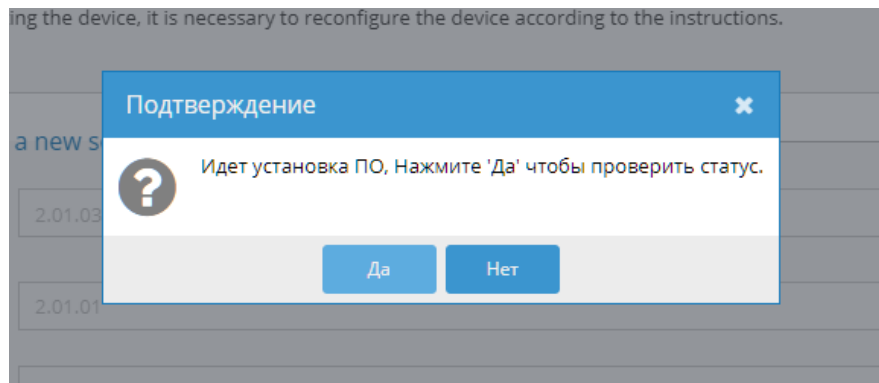 ing the device, it is necessary to reconfigure the device according to the instructions.
Подтверждение
a new s
Идет установка ПО, Нажмите 'Да' чтобы проверить статус.
2.01.03
Да Нет
2.01.01